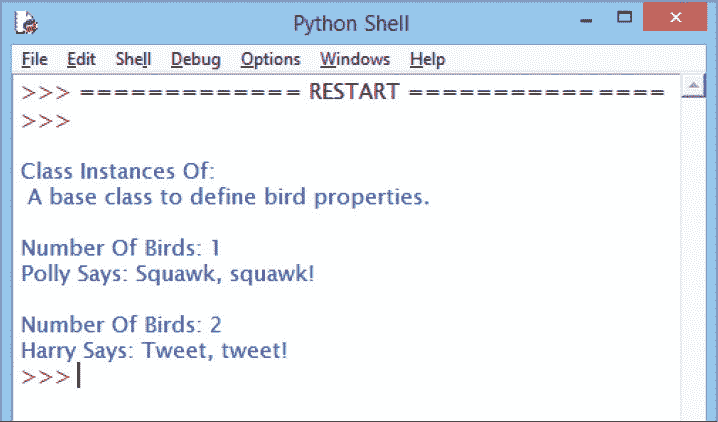 Python Shell
File Edit Shell Debug Options Windows Help
>>> ============= RESTART ===============
>>>
Class Instances Of:
 A base class to define bird properties.
Number Of Birds: 1
Polly Says: Squawk, squawk!
Number Of Birds: 2
Harry Says: Tweet, tweet!
>>>